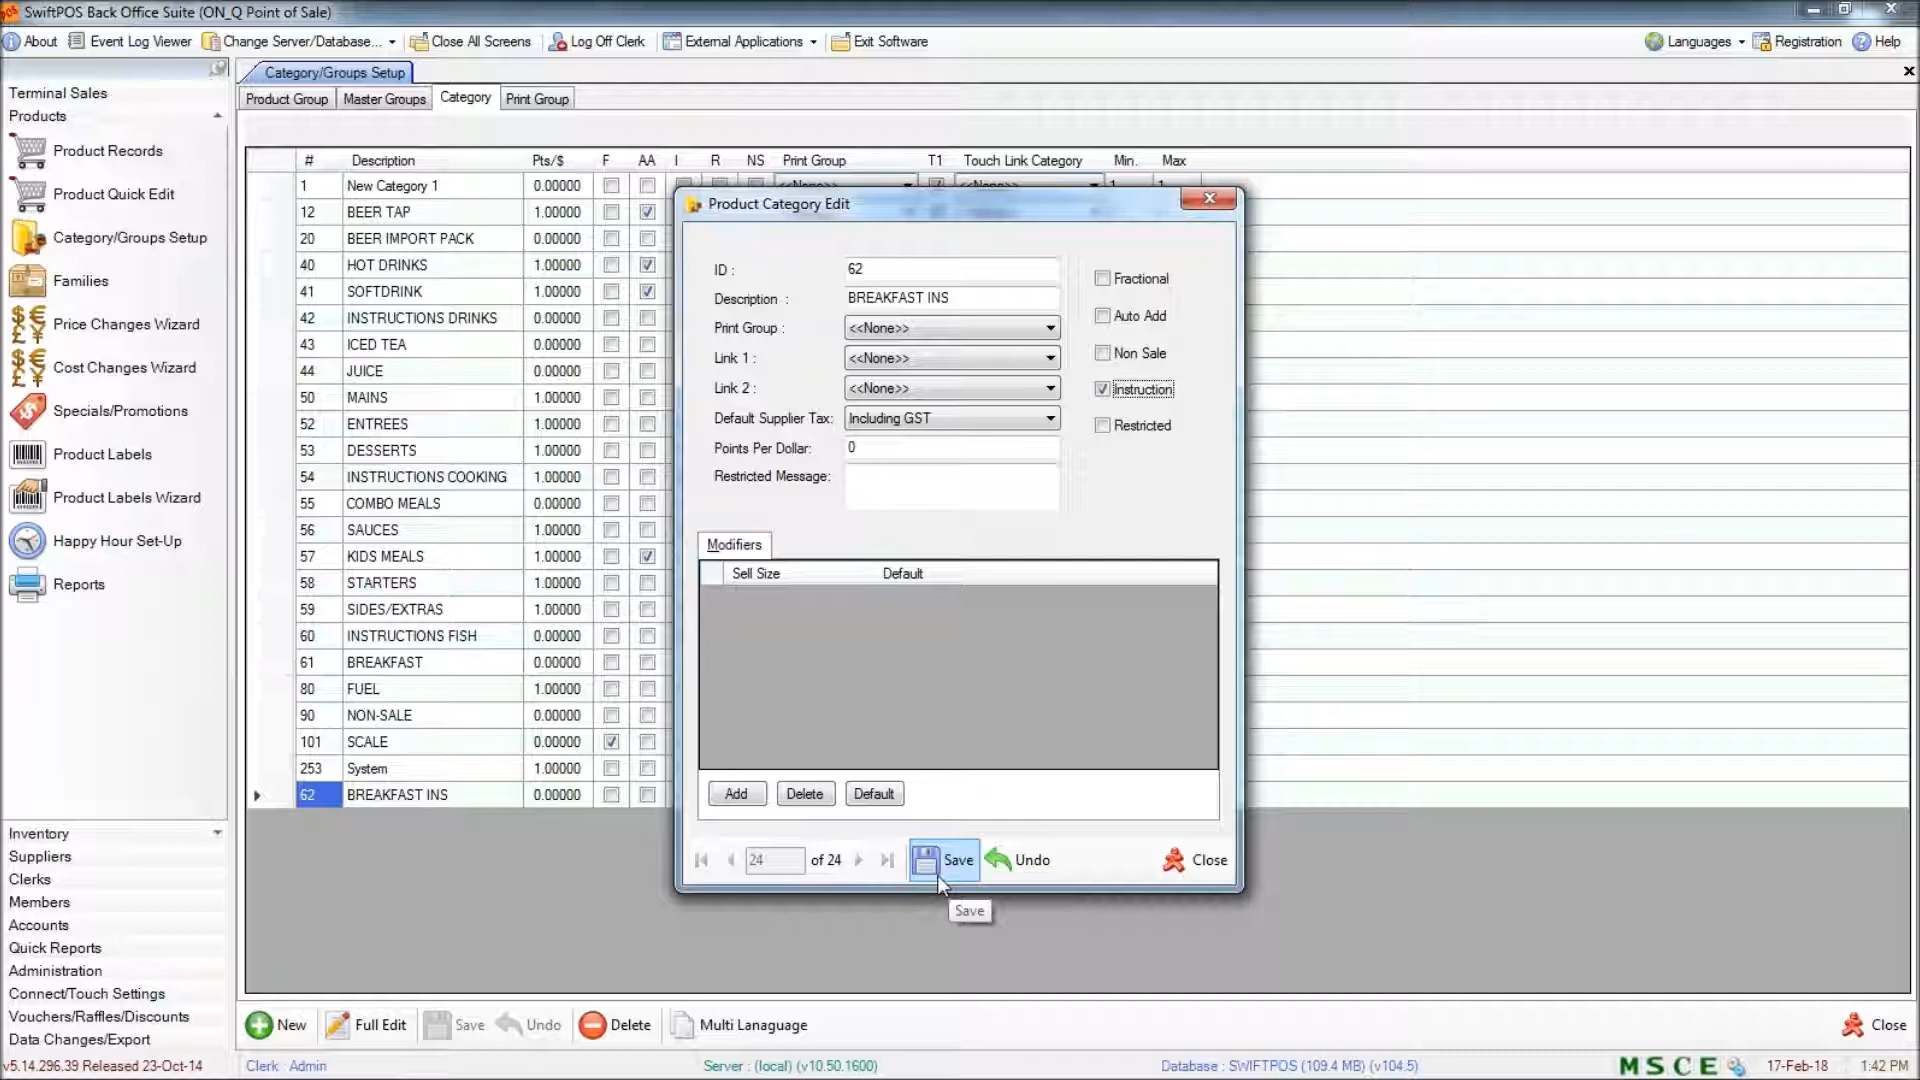 SwiftPOS Back Office Suite (ON_Q Point of Sale)
About Event Log Viewer Change Server/Database... Close All Screens Log Off Clerk External Applications Exit Software Languages Registration Help
Category/Groups Setup
Product Group Master Groups Category Print Group
Terminal Sales
Products
Product Records
Product Quick Edit
Category/Groups Setup
Families
Price Changes Wizard
Cost Changes Wizard
Specials/Promotions
Product Labels
Product Labels Wizard
Happy Hour Set-Up
Reports
Inventory
Suppliers
Clerks
Members
Accounts
Quick Reports
Administration
Connect/Touch Settings
Vouchers/Raffles/Discounts
Data Changes/Export
# Description Pts/$ F AA I R NS Print Group T1 Touch Link Category Min. Max
1 New Category 1 0.00000 <<None>> <<None>> 1 1
12 BEER TAP 1.00000
20 BEER IMPORT PACK 0.00000
40 HOT DRINKS 1.00000
41 SOFTDRINK 1.00000
42 INSTRUCTIONS DRINKS 0.00000
43 ICED TEA 0.00000
44 JUICE 0.00000
50 MAINS 1.00000
52 ENTREES 1.00000
53 DESSERTS 1.00000
54 INSTRUCTIONS COOKING 1.00000
55 COMBO MEALS 0.00000
56 SAUCES 1.00000
57 KIDS MEALS 1.00000
58 STARTERS 1.00000
59 SIDES/EXTRAS 1.00000
60 INSTRUCTIONS FISH 0.00000
61 BREAKFAST 0.00000
80 FUEL 1.00000
90 NON-SALE 0.00000
101 SCALE 0.00000
253 System 1.00000
62 BREAKFAST INS 0.00000
Product Category Edit
ID : 62
Description : BREAKFAST INS
Print Group : <<None>>
Link 1 : <<None>>
Link 2 : <<None>>
Default Supplier Tax: Including GST
Points Per Dollar: 0
Restricted Message:
Fractional
Auto Add
Non Sale
Instruction
Restricted
Modifiers
Sell Size Default
Add Delete Default
24 of 24 Save Undo Close
Save
New Full Edit Save Undo Delete Multi Lanaguage Close
v5.14.296.39 Released 23-Oct-14 Clerk : Admin Server : (local) (v10.50.1600) Database : SWIFTPOS (109.4 MB) (v104.5) M S C E 17-Feb-18 1:42 PM